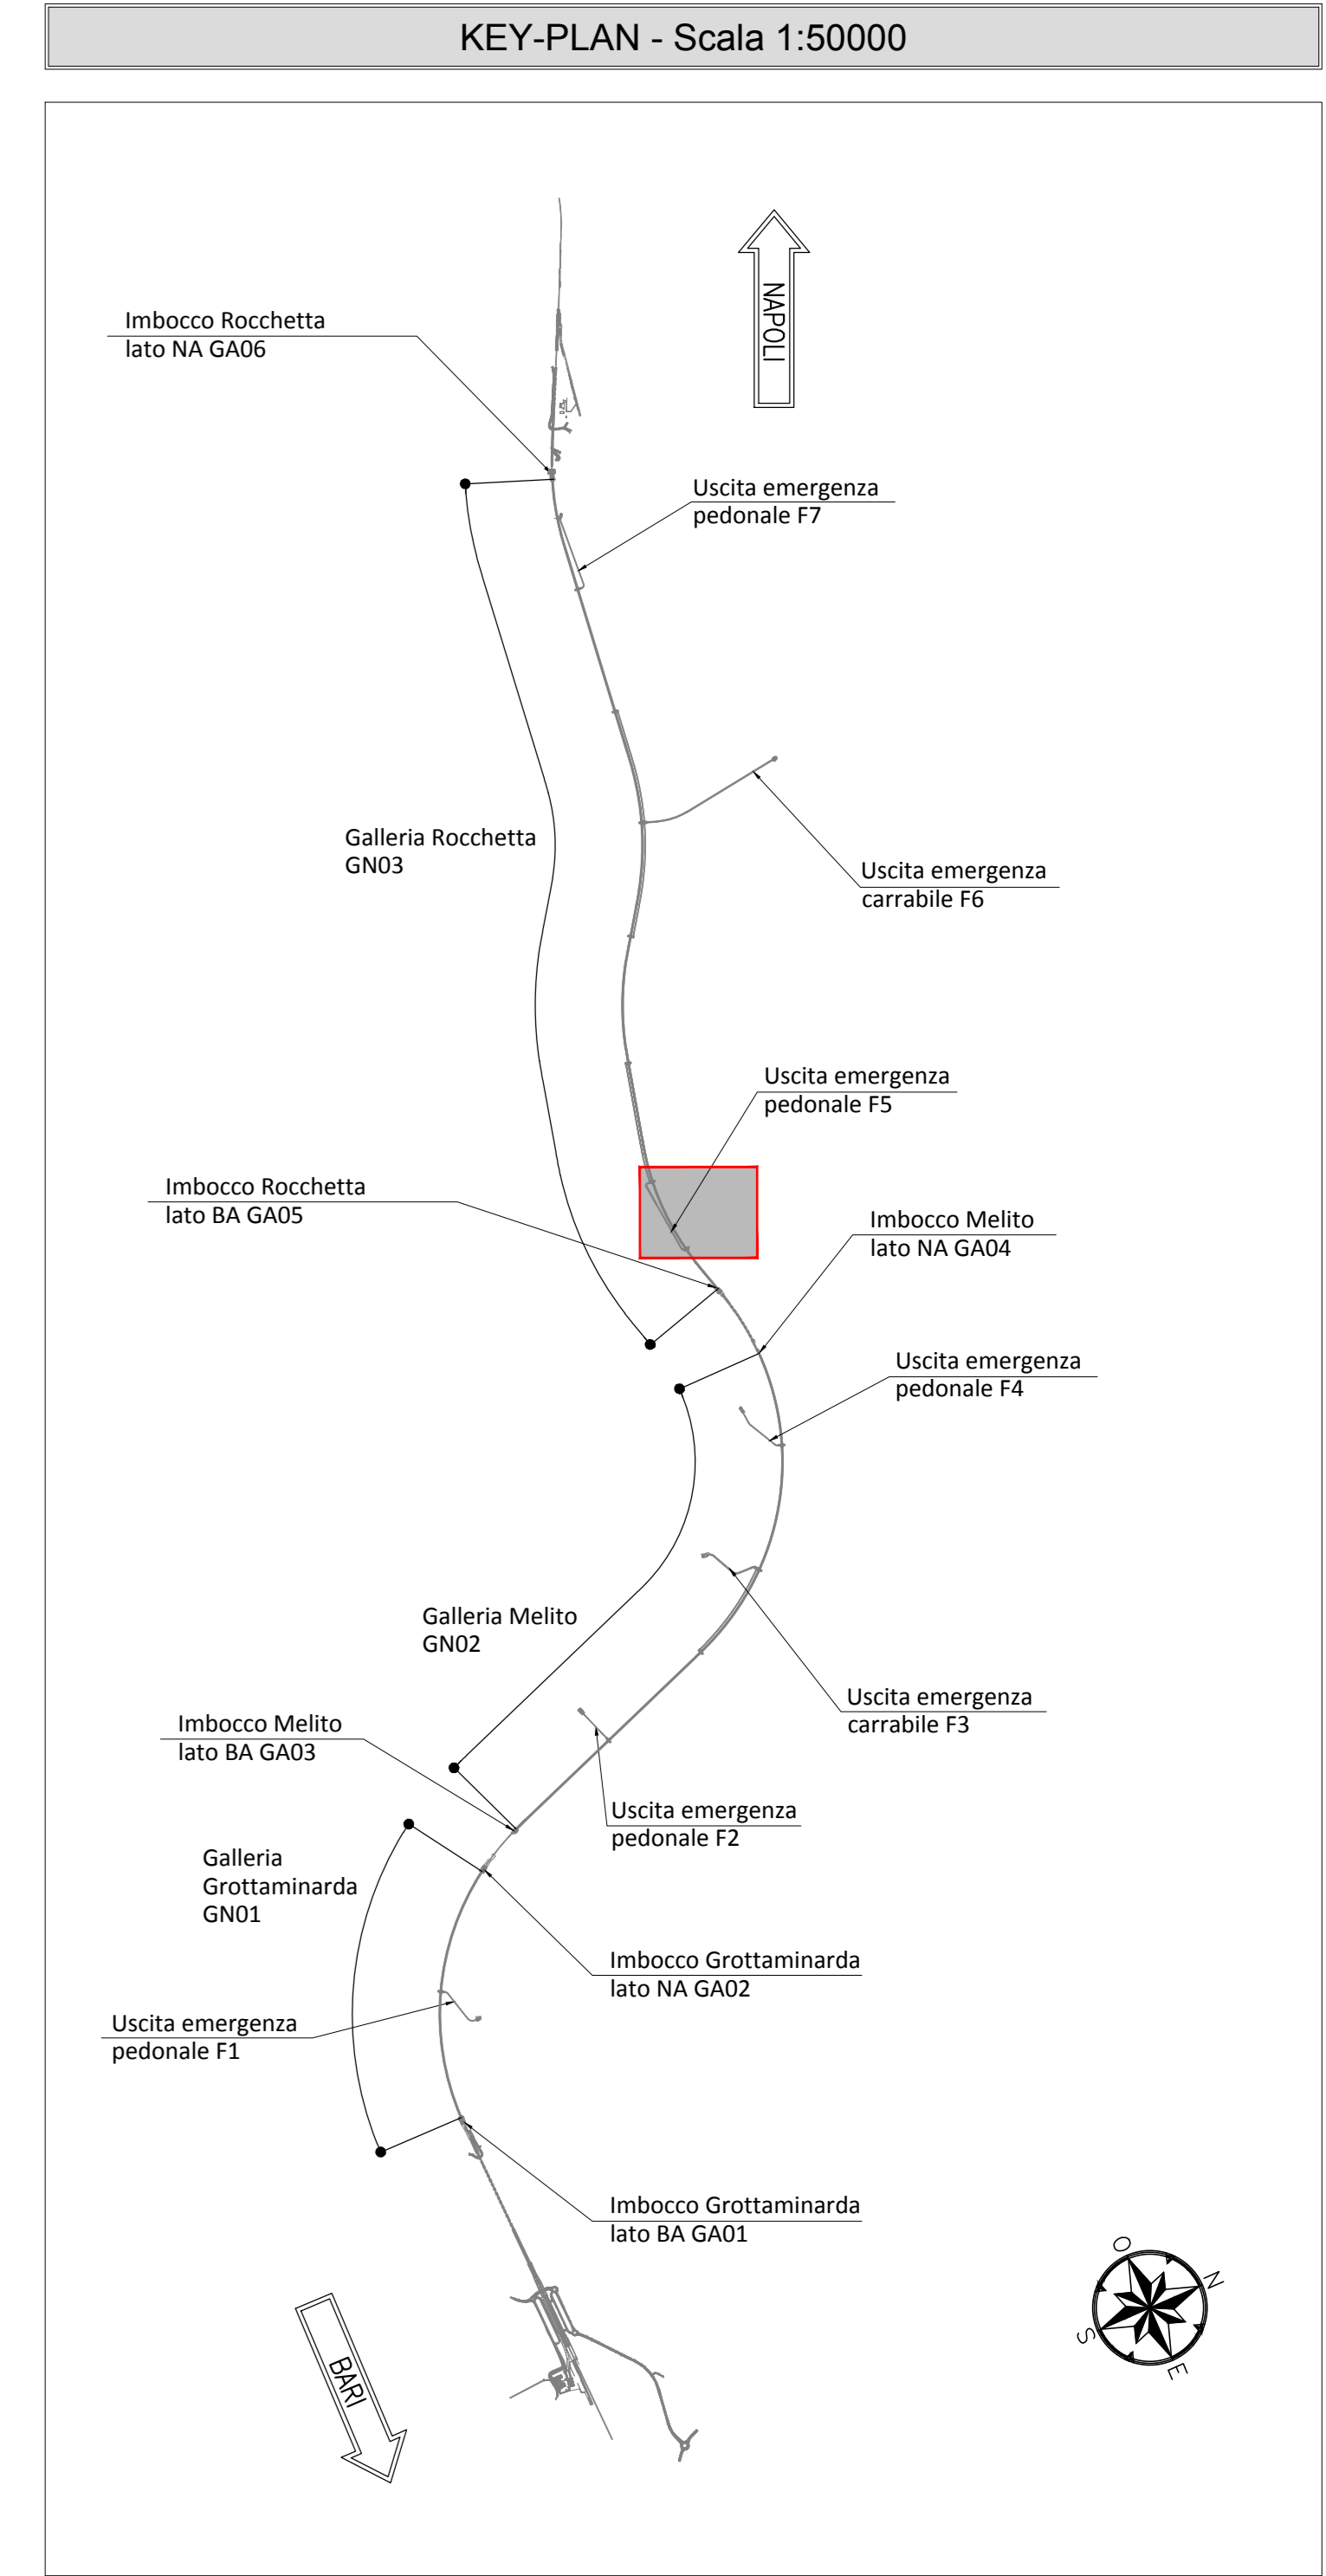 KEY-PLAN - Scala 1:50000
NAPOLI
Imbocco Rocchetta
lato NA GA06
Uscita emergenza
pedonale F7
Galleria Rocchetta
GN03
Uscita emergenza
carrabile F6
Uscita emergenza
pedonale F5
Imbocco Rocchetta
lato BA GA05
Imbocco Melito
lato NA GA04
Uscita emergenza
pedonale F4
Galleria Melito
GN02
Uscita emergenza
carrabile F3
Imbocco Melito
lato BA GA03
Uscita emergenza
pedonale F2
Galleria
Grottaminarda
GN01
Imbocco Grottaminarda
lato NA GA02
Uscita emergenza
pedonale F1
Imbocco Grottaminarda
lato BA GA01
O
N
S
E
BARI